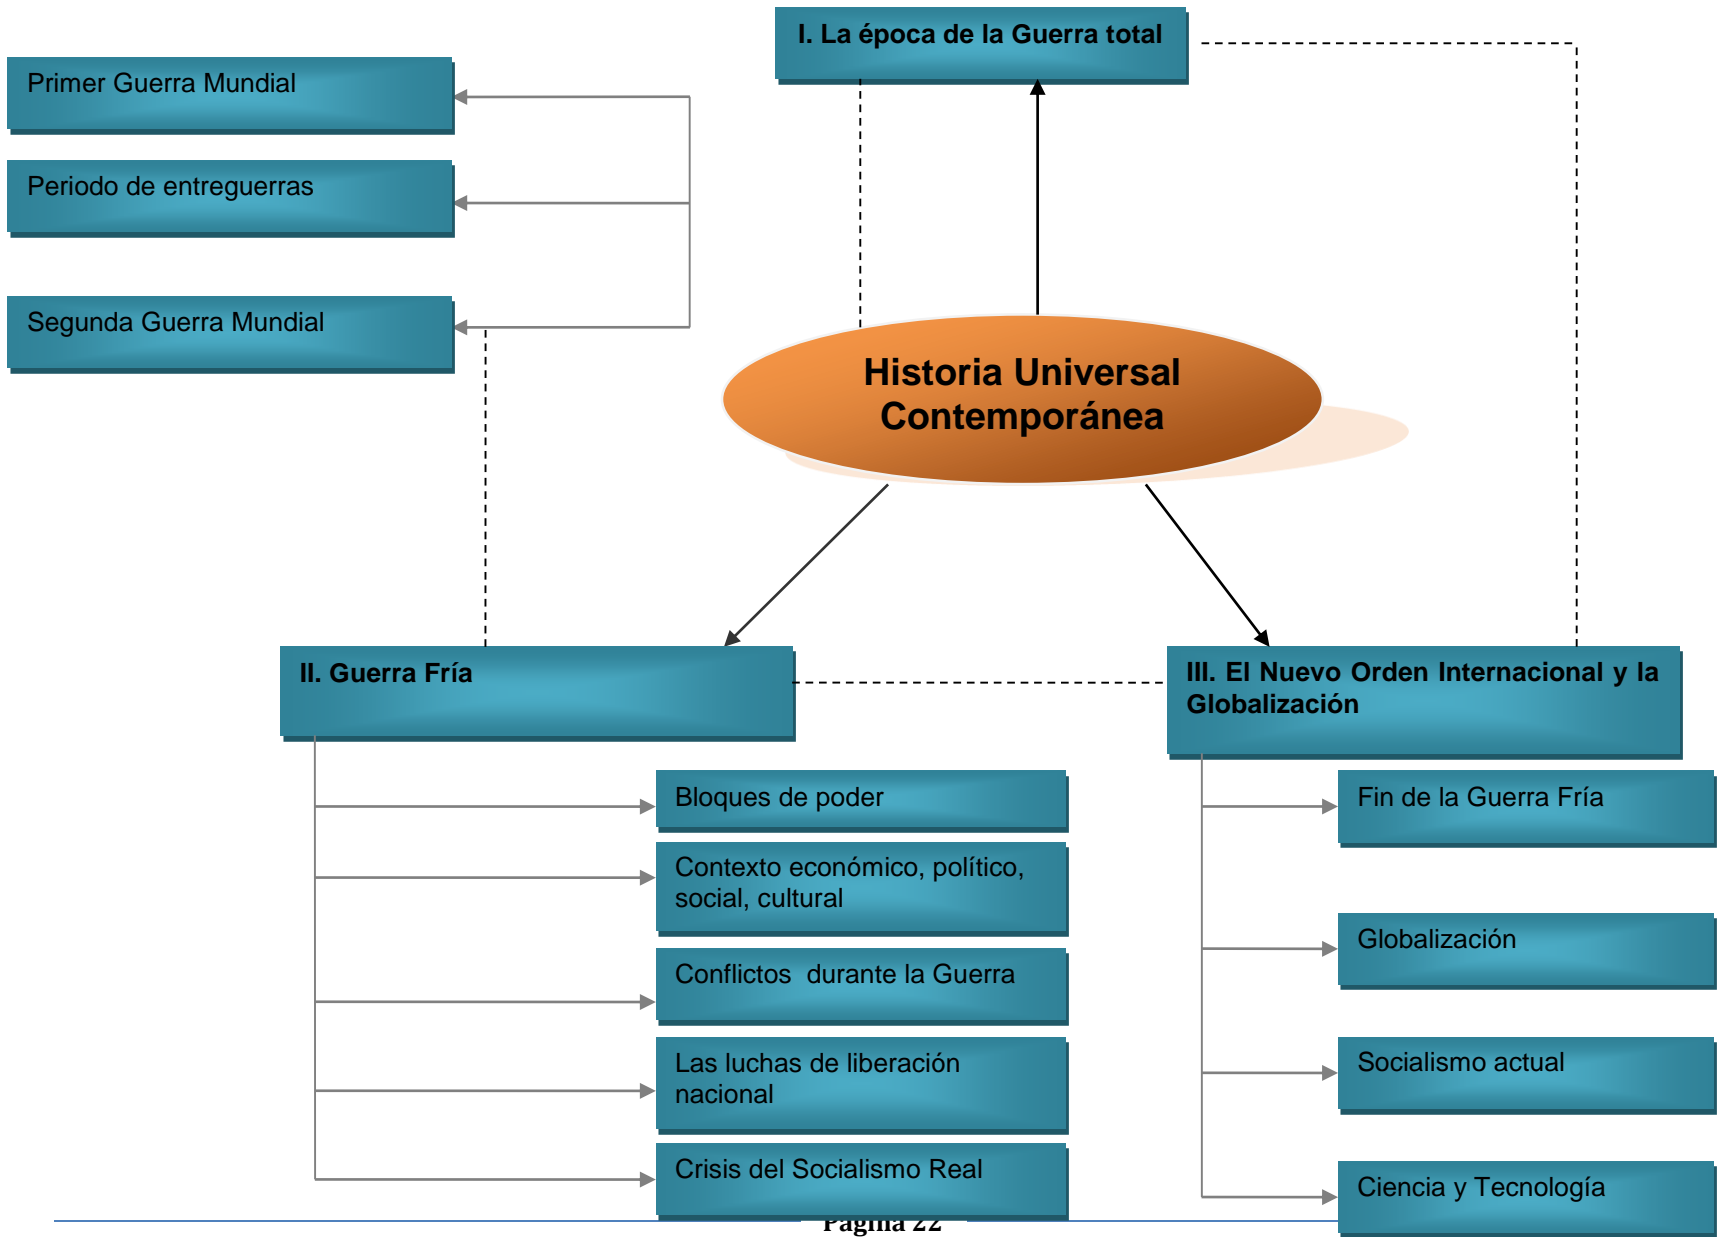 I. La época de la Guerra total
Primer Guerra Mundial
Periodo de entreguerras
Segunda Guerra Mundial
Historia Universal
Contemporánea
II. Guerra Fría
III. El Nuevo Orden Internacional y la
Globalización
Bloques de poder
Contexto económico, político,
social, cultural
Conflictos durante la Guerra
Las luchas de liberación
nacional
Crisis del Socialismo Real
Fin de la Guerra Fría
Globalización
Socialismo actual
Ciencia y Tecnología
Página 22